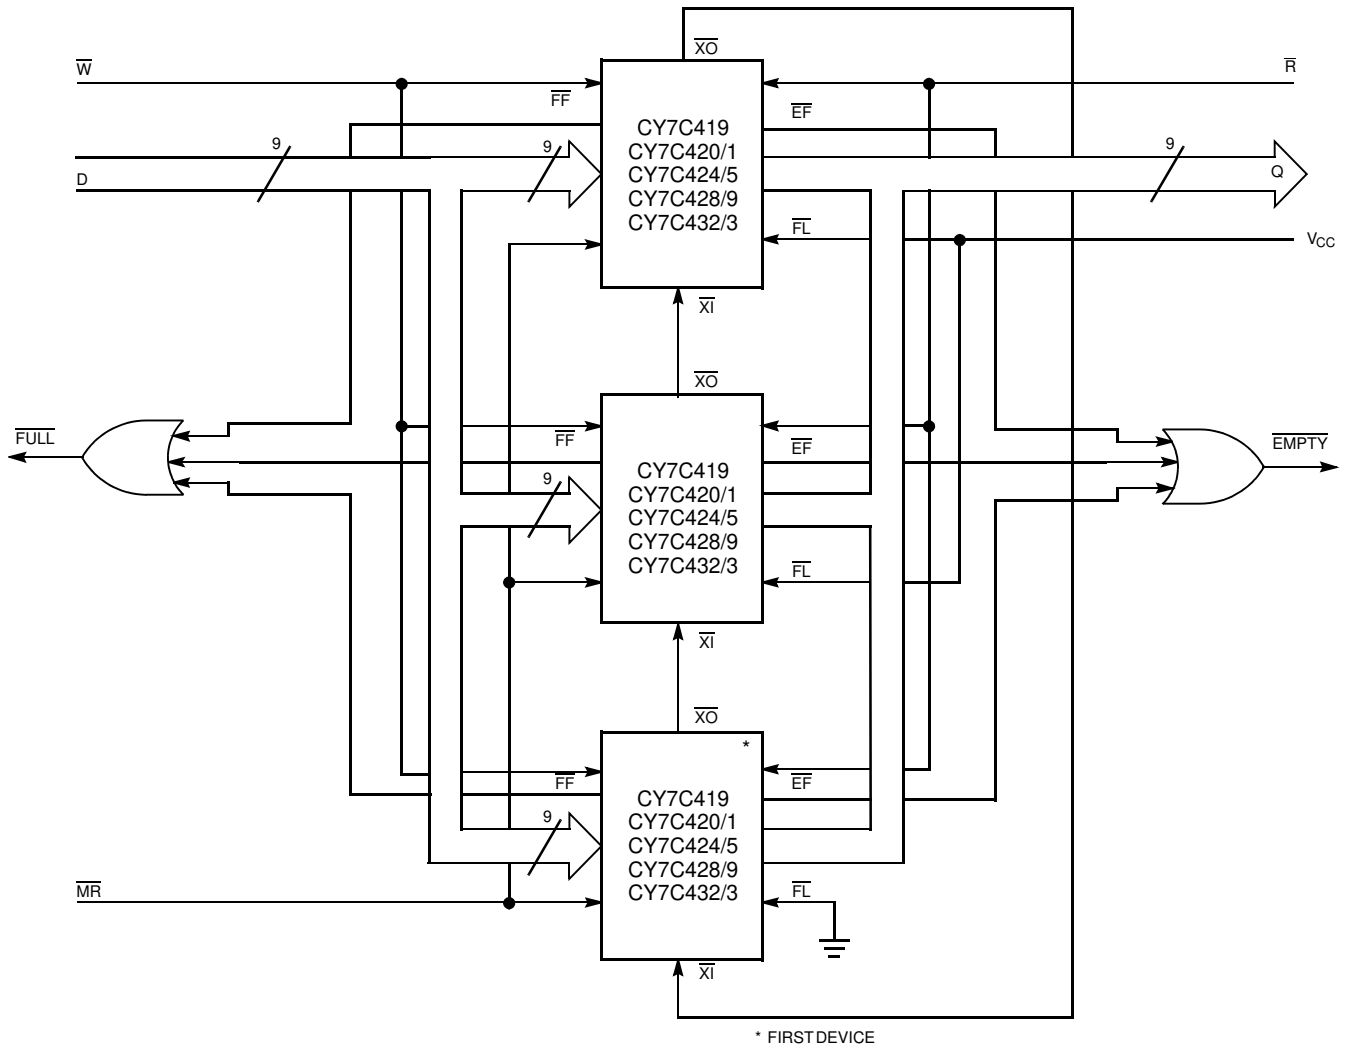 XO
W
R
FF
EF
CY7C419
CY7C420/1
CY7C424/5
CY7C428/9
CY7C432/3
9
9
9
D
Q
FL
VCC
XI
XO
FULL
FF
EF
EMPTY
CY7C419
CY7C420/1
CY7C424/5
CY7C428/9
CY7C432/3
9
FL
XI
XO
*
FF
EF
CY7C419
CY7C420/1
CY7C424/5
CY7C428/9
CY7C432/3
9
MR
FL
XI
* FIRST DEVICE